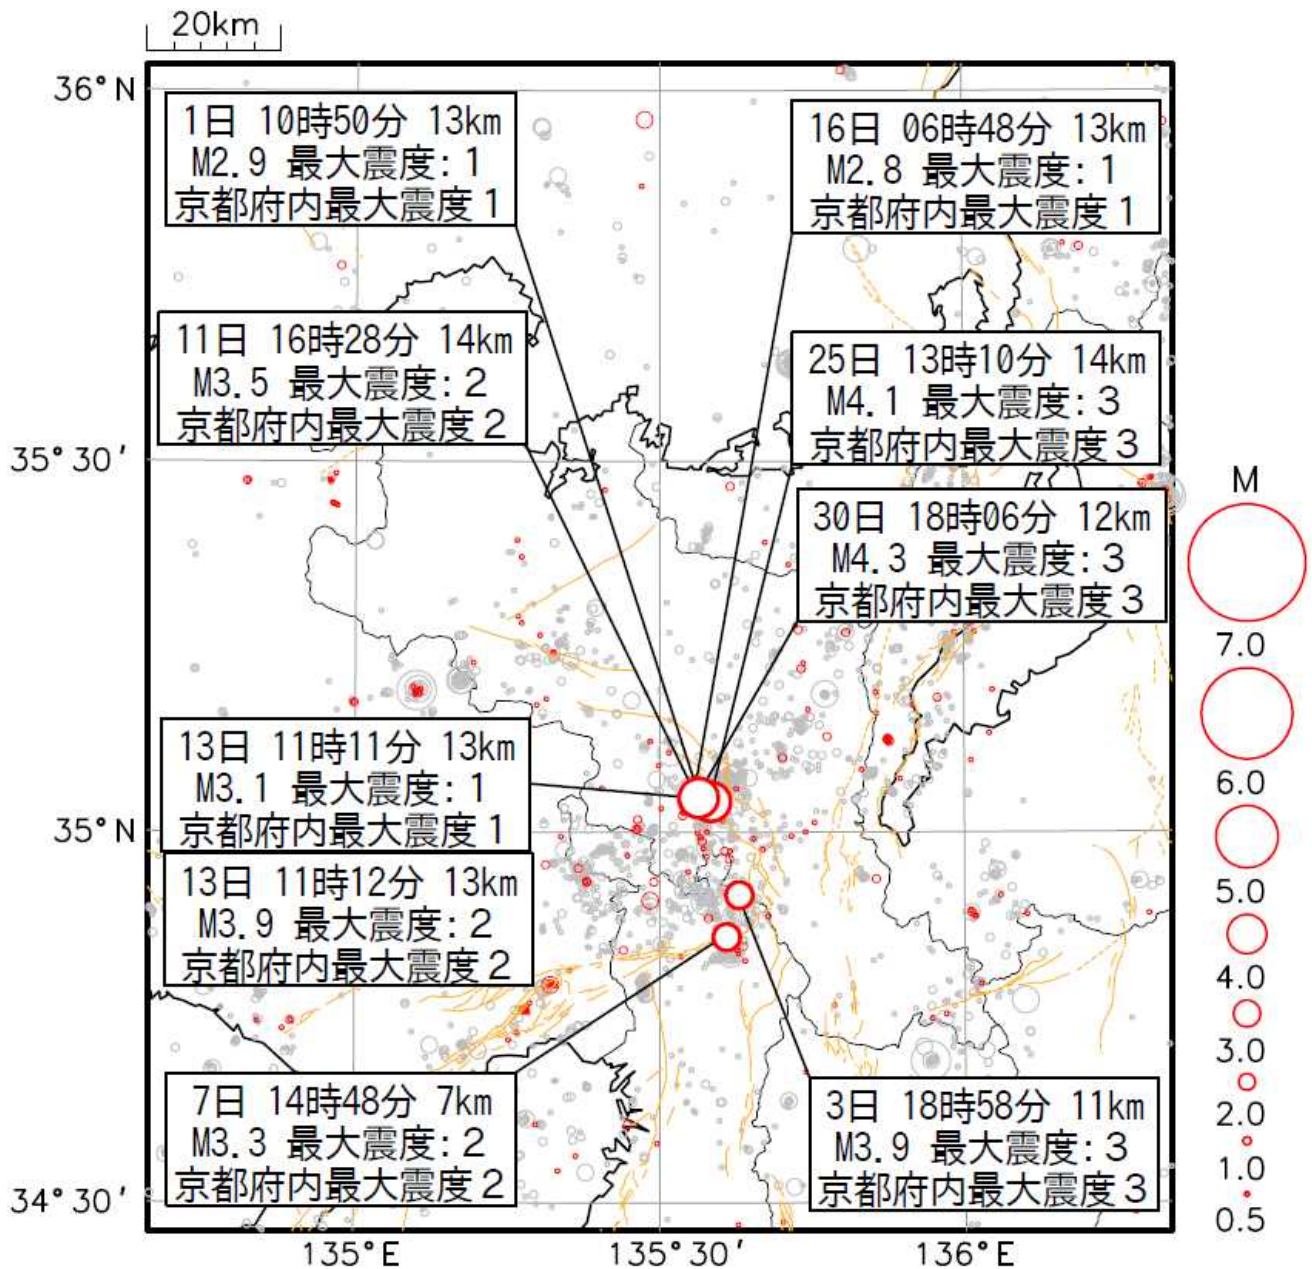 20km
36°N
1日 10時50分 13km
M2.9 最大震度:1
京都府内最大震度1
16日 06時48分 13km
M2.8 最大震度:1
京都府内最大震度1
11日 16時28分 14km
M3.5 最大震度:2
京都府内最大震度2
25日 13時10分 14km
M4.1 最大震度:3
京都府内最大震度3
35°30′
30日 18時06分 12km
M4.3 最大震度:3
京都府内最大震度3
13日 11時11分 13km
M3.1 最大震度:1
京都府内最大震度1
35°N
13日 11時12分 13km
M3.9 最大震度:2
京都府内最大震度2
7日 14時48分 7km
M3.3 最大震度:2
京都府内最大震度2
3日 18時58分 11km
M3.9 最大震度:3
京都府内最大震度3
34°30′
135°E
135°30′
136°E
M
7.0
6.0
5.0
4.0
3.0
2.0
1.0
0.5